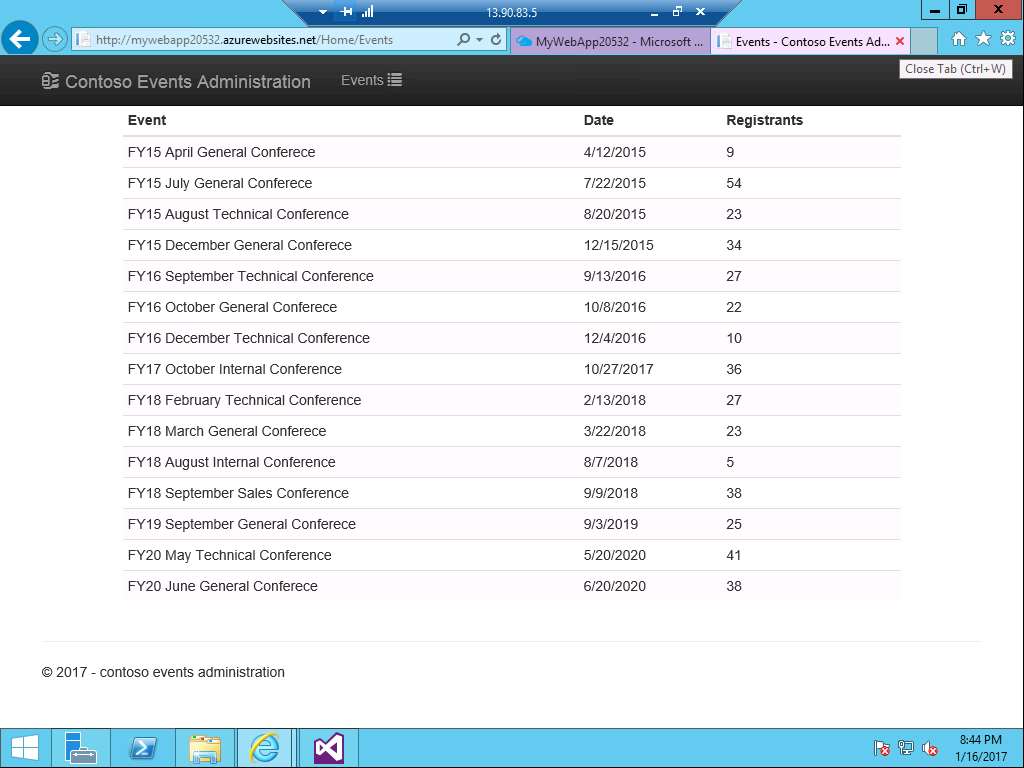 13.90.83.5
http://mywebapp20532.azurewebsites.net/Home/Events
MyWebApp20532 - Microsoft ...
Events - Contoso Events Ad...
Close Tab (Ctrl+W)
Contoso Events Administration
Events
Event Date Registrants
FY15 April General Conferece 4/12/2015 9
FY15 July General Conferece 7/22/2015 54
FY15 August Technical Conference 8/20/2015 23
FY15 December General Conferece 12/15/2015 34
FY16 September Technical Conference 9/13/2016 27
FY16 October General Conferece 10/8/2016 22
FY16 December Technical Conference 12/4/2016 10
FY17 October Internal Conference 10/27/2017 36
FY18 February Technical Conference 2/13/2018 27
FY18 March General Conferece 3/22/2018 23
FY18 August Internal Conference 8/7/2018 5
FY18 September Sales Conference 9/9/2018 38
FY19 September General Conferece 9/3/2019 25
FY20 May Technical Conference 5/20/2020 41
FY20 June General Conferece 6/20/2020 38
© 2017 - contoso events administration
8:44 PM
1/16/2017